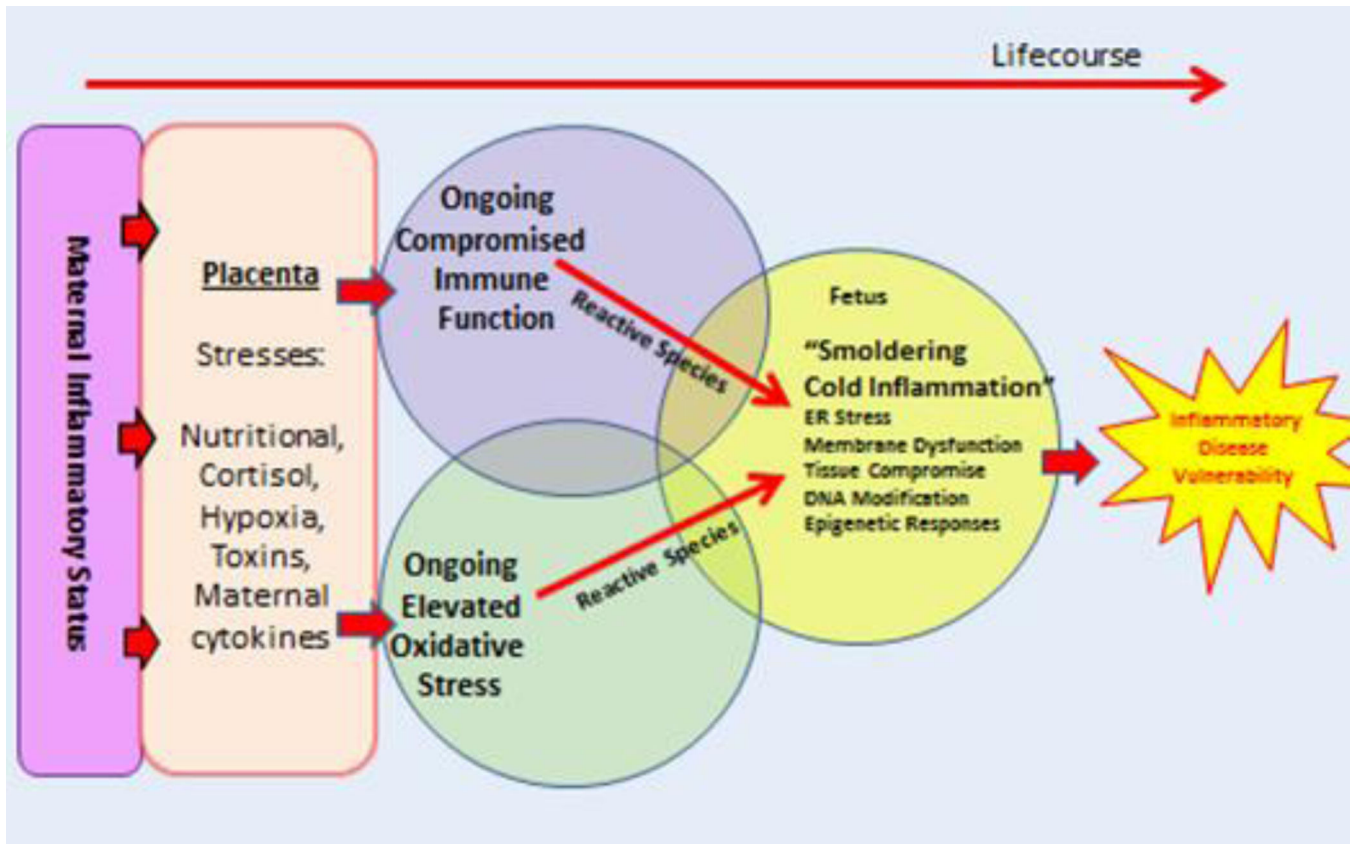 Lifecourse
Maternal Inflammatory Status
Placenta
Stresses:
Nutritional,
Cortisol,
Hypoxia,
Toxins,
Maternal
cytokines
Ongoing
Compromised
Immune
Function
Reactive Species
Ongoing
Elevated
Oxidative
Stress
Reactive Species
Fetus
“Smoldering
Cold Inflammation”
ER Stress
Membrane Dysfunction
Tissue Compromise
DNA Modification
Epigenetic Responses
Inflammatory
Disease
Vulnerability